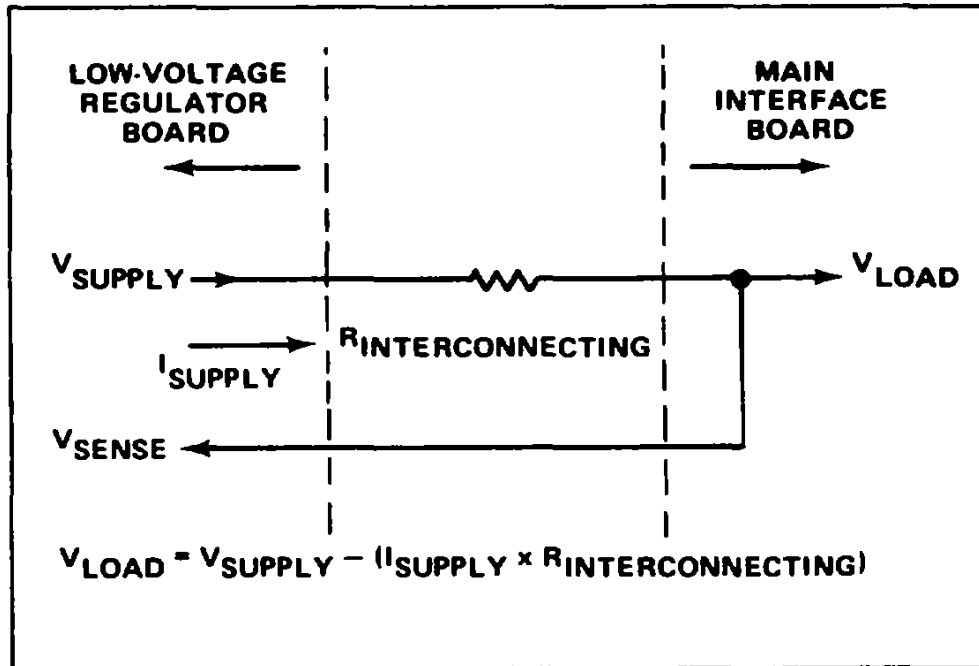 LOW-VOLTAGE
REGULATOR
BOARD
MAIN
INTERFACE
BOARD
VSUPPLY
VLOAD
ISUPPLY
RINTERCONNECTING
VSENSE
VLOAD = VSUPPLY − (ISUPPLY x RINTERCONNECTING)